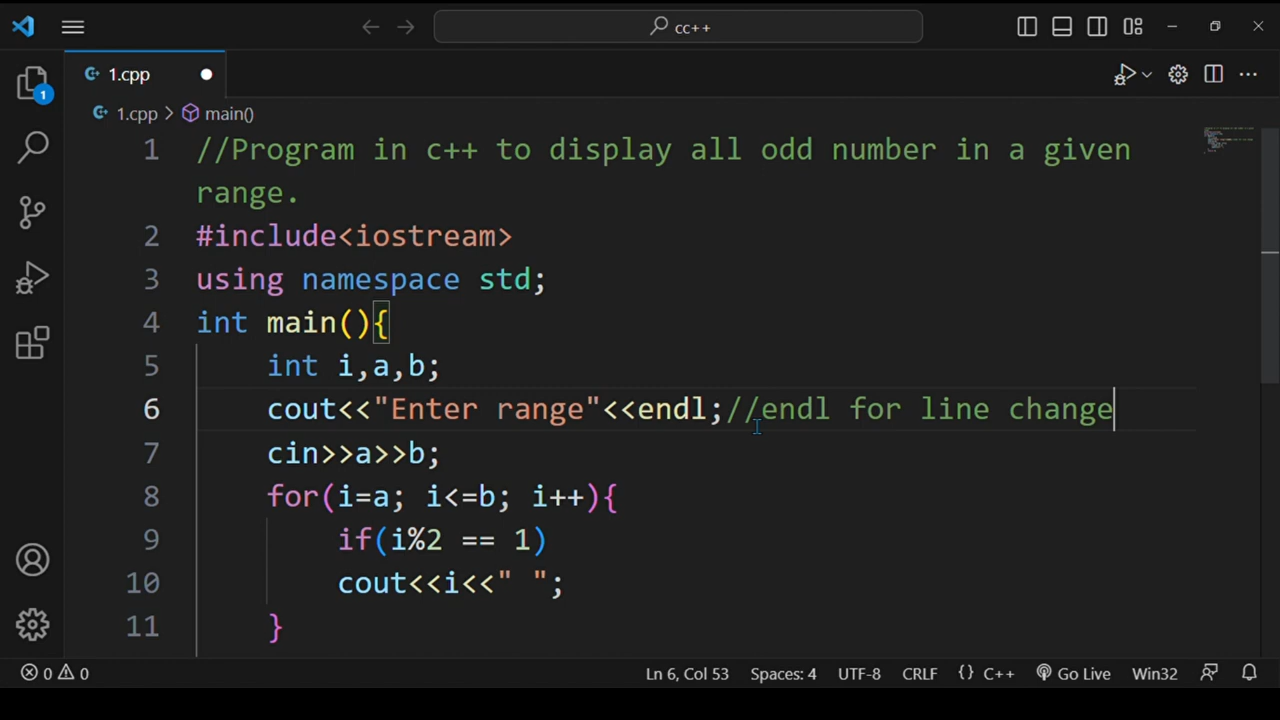 cc++
1.cpp
1.cpp > main()
1 //Program in c++ to display all odd number in a given
range.
2 #include<iostream>
3 using namespace std;
4 int main(){
5 int i,a,b;
6 cout<<"Enter range"<<endl;//endl for line change
7 cin>>a>>b;
8 for(i=a; i<=b; i++){
9 if(i%2 == 1)
10 cout<<i<<" ";
11 }
1
0 0 Ln 6, Col 53 Spaces: 4 UTF-8 CRLF {} C++ Go Live Win32